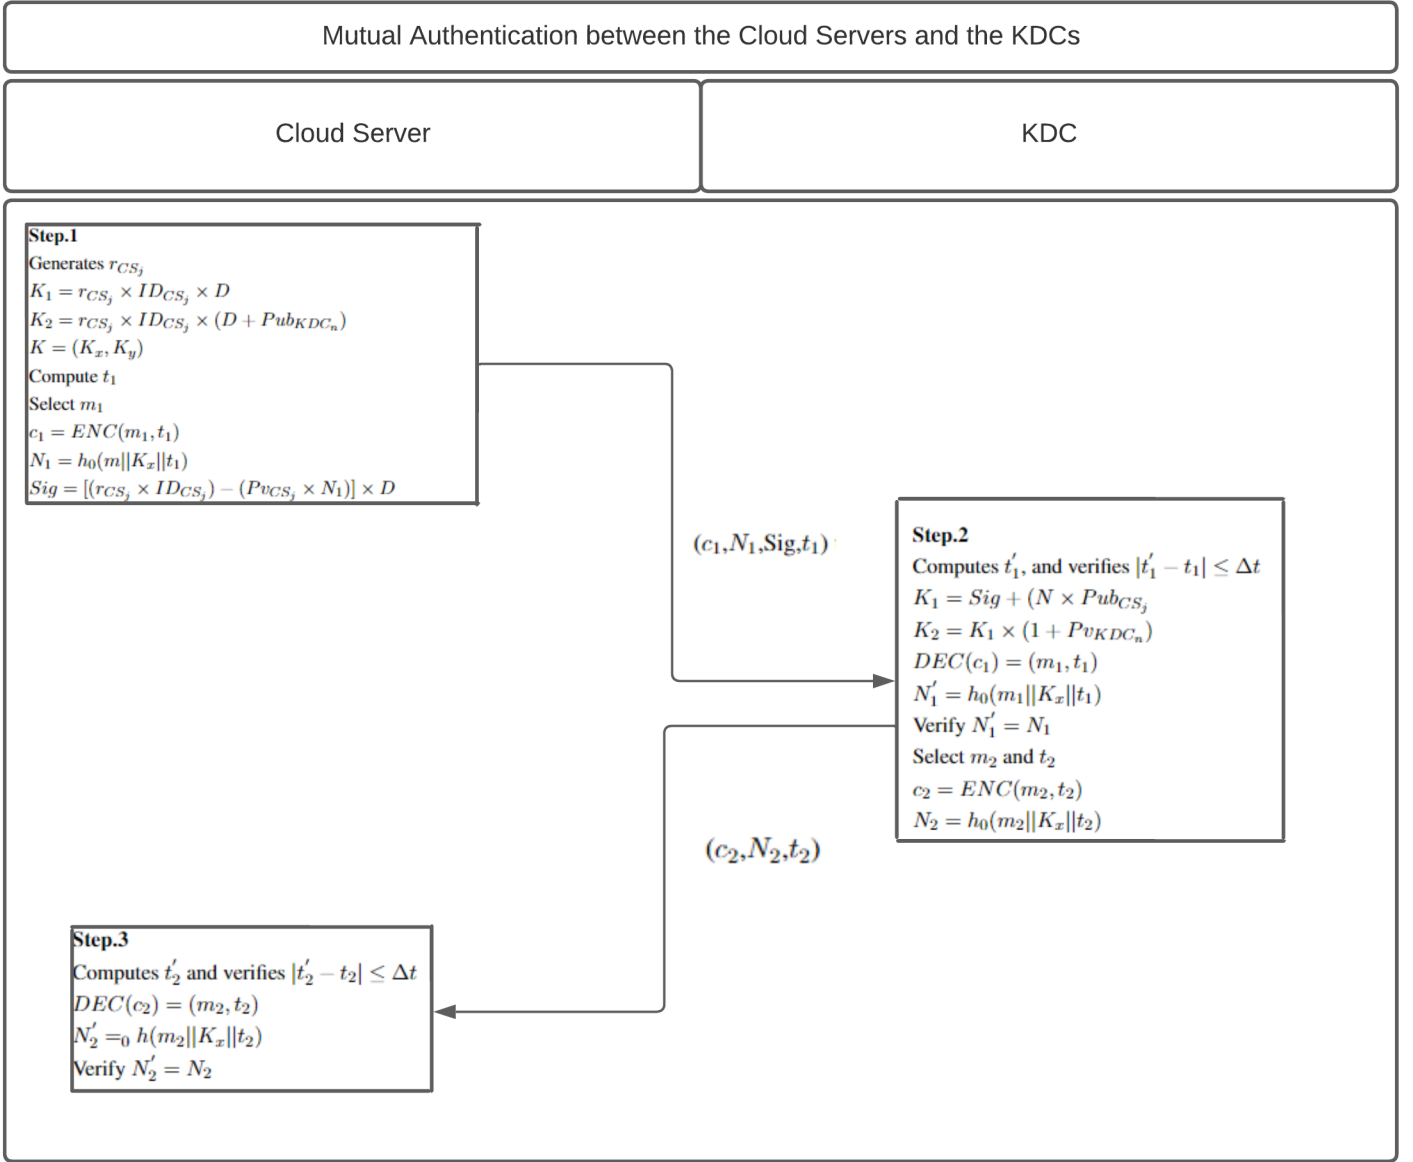 Mutual Authentication between the Cloud Servers and the KDCs
Cloud Server
KDC
Step.1
Generates r_{CS_j}
K_1 = r_{CS_j} × ID_{CS_j} × D
K_2 = r_{CS_j} × ID_{CS_j} × (D + Pub_{KDC_n})
K = (K_x, K_y)
Compute t_1
Select m_1
c_1 = ENC(m_1, t_1)
N_1 = h_0(m||K_x||t_1)
Sig = [(r_{CS_j} × ID_{CS_j}) − (Pv_{CS_j} × N_1)] × D
(c_1,N_1,Sig,t_1)
Step.2
Computes t_1′, and verifies |t_1′ − t_1| ≤ Δt
K_1 = Sig + (N × Pub_{CS_j}
K_2 = K_1 × (1 + Pv_{KDC_n})
DEC(c_1) = (m_1, t_1)
N_1′ = h_0(m_1||K_x||t_1)
Verify N_1′ = N_1
Select m_2 and t_2
c_2 = ENC(m_2, t_2)
N_2 = h_0(m_2||K_x||t_2)
(c_2,N_2,t_2)
Step.3
Computes t_2′ and verifies |t_2′ − t_2| ≤ Δt
DEC(c_2) = (m_2, t_2)
N_2′ =_0 h(m_2||K_x||t_2)
Verify N_2′ = N_2